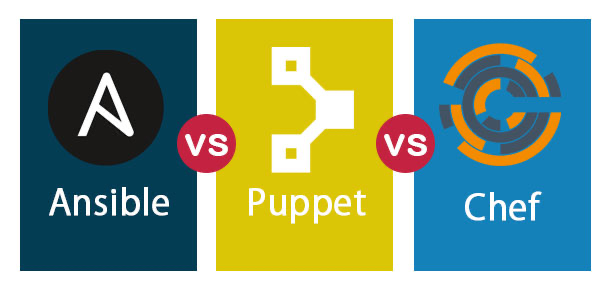 Ansible
vs
Puppet
vs
Chef